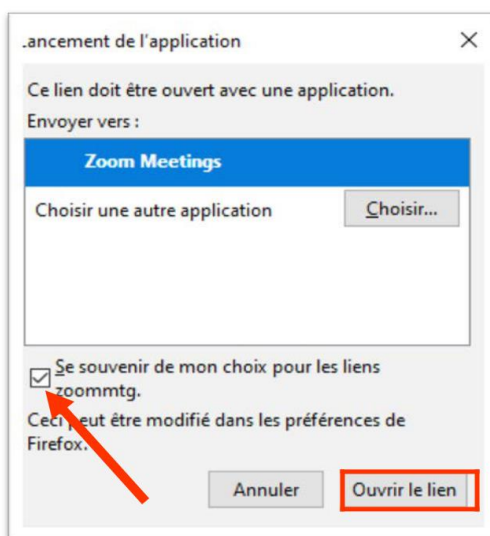 .ancement de l'application
Ce lien doit être ouvert avec une application.
Envoyer vers :
Zoom Meetings
Choisir une autre application
Choisir...
Se souvenir de mon choix pour les liens
zoommtg.
Ceci peut être modifié dans les préférences de
Firefox.
Annuler
Ouvrir le lien